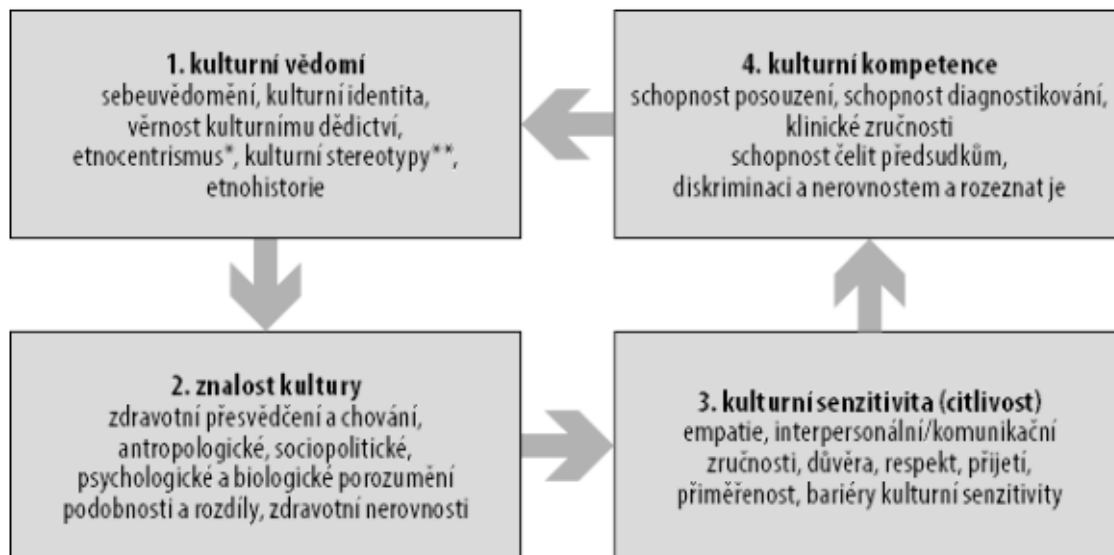 1. kulturní vědomí
sebeuvědomění, kulturní identita,
věrnost kulturnímu dědictví,
etnocentrismus*, kulturní stereotypy**,
etnohistorie
2. znalost kultury
zdravotní přesvědčení a chování,
antropologické, sociopolitické,
psychologické a biologické porozumění
podobnosti a rozdíly, zdravotní nerovnosti
3. kulturní senzitivita (citlivost)
empatie, interpersonální/komunikační
zručnosti, důvěra, respekt, přijetí,
přiměřenost, bariéry kulturní senzitivity
4. kulturní kompetence
schopnost posouzení, schopnost diagnostikování,
klinické zručnosti
schopnost čelit předsudkům,
diskriminaci a nerovnostem a rozeznat je